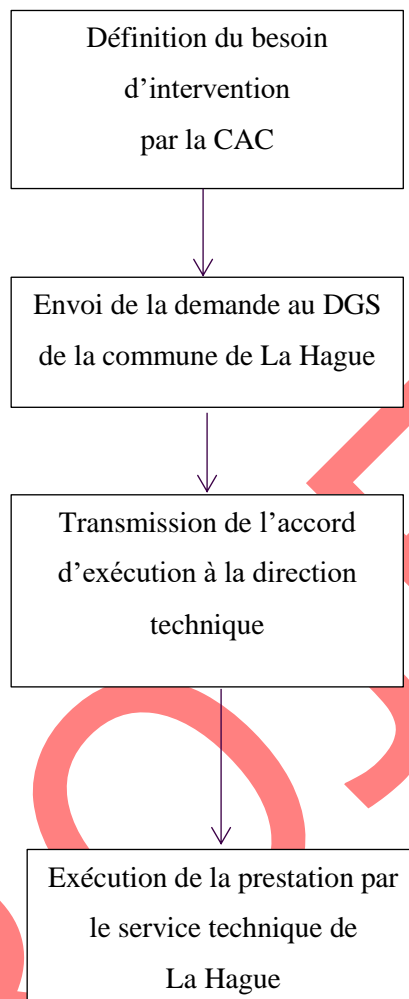 Définition du besoin
d’intervention
par la CAC
Envoi de la demande au DGS
de la commune de La Hague
Transmission de l’accord
d’exécution à la direction
technique
Exécution de la prestation par
le service technique de
La Hague